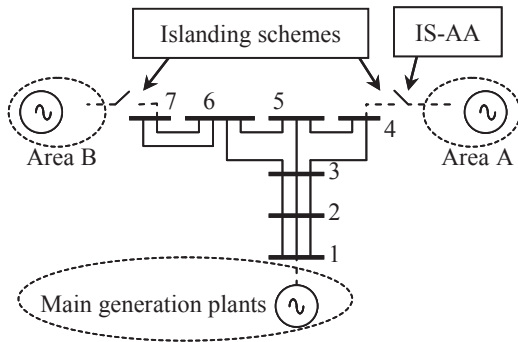 Islanding schemes
IS-AA
7
6
5
4
Area B
Area A
3
2
1
Main generation plants